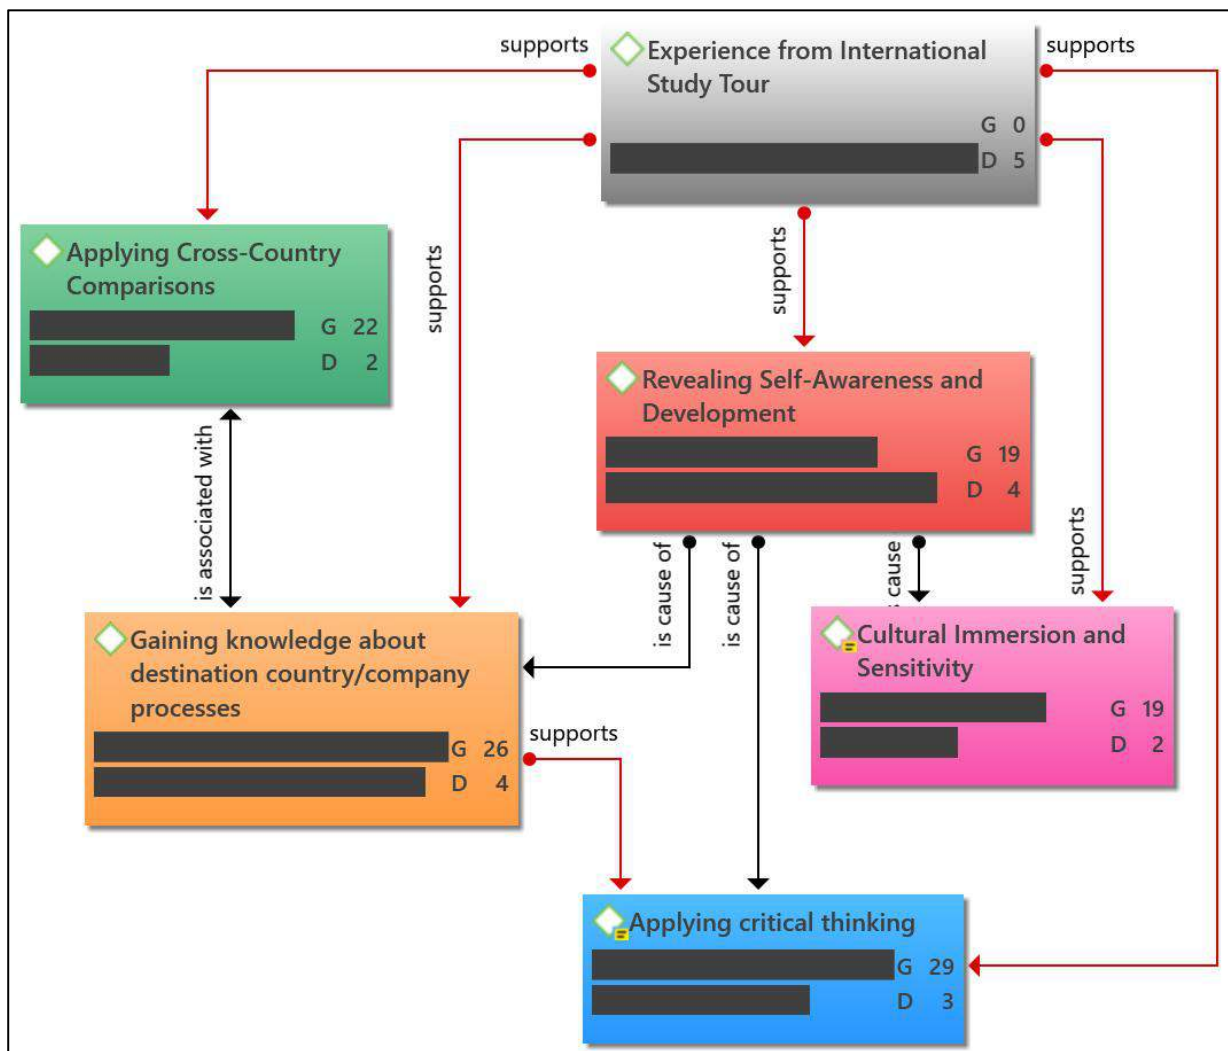 supports
Experience from International
Study Tour
supports
G 0
D 5
Applying Cross-Country
Comparisons
G 22
D 2
supports
supports
Revealing Self-Awareness and
Development
G 19
D 4
is associated with
is cause of
is cause of
cause
supports
Gaining knowledge about
destination country/company
processes
G 26
D 4
Cultural Immersion and
Sensitivity
G 19
D 2
supports
Applying critical thinking
G 29
D 3